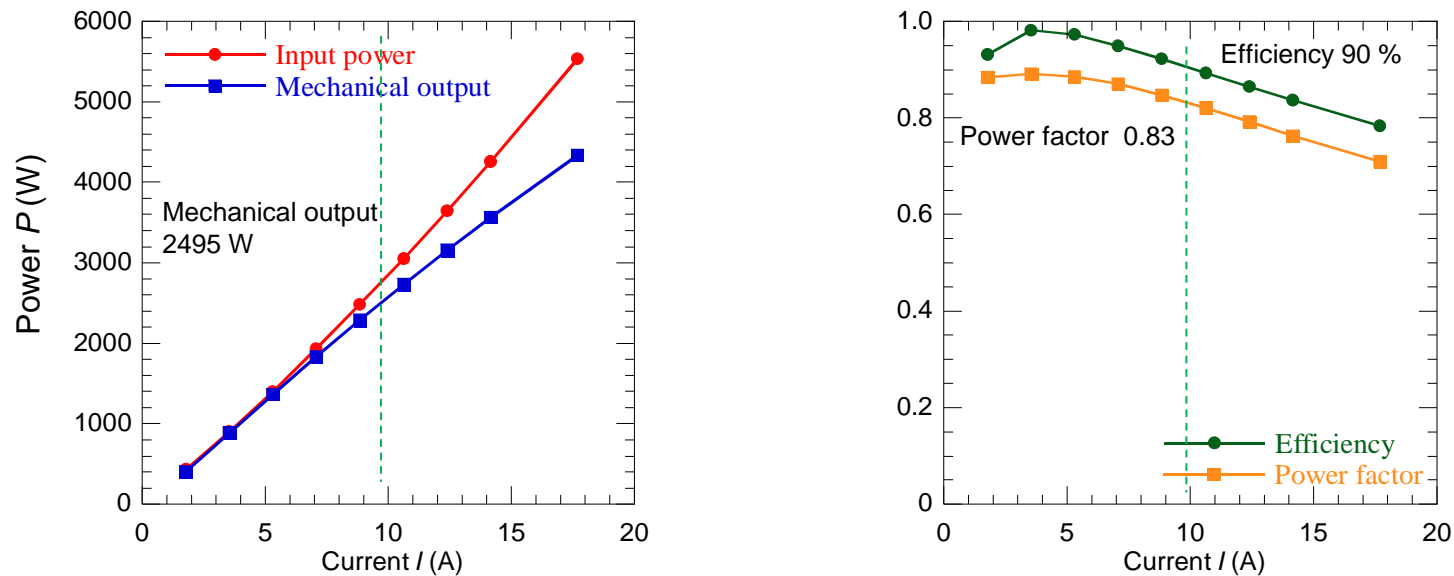 6000
5000
4000
3000
2000
1000
0
Power P (W)
Input power
Mechanical output
Mechanical output
2495 W
0 5 10 15 20
Current I (A)
1.0
0.8
0.6
0.4
0.2
0
Efficiency 90 %
Power factor 0.83
Efficiency
Power factor
0 5 10 15 20
Current I (A)